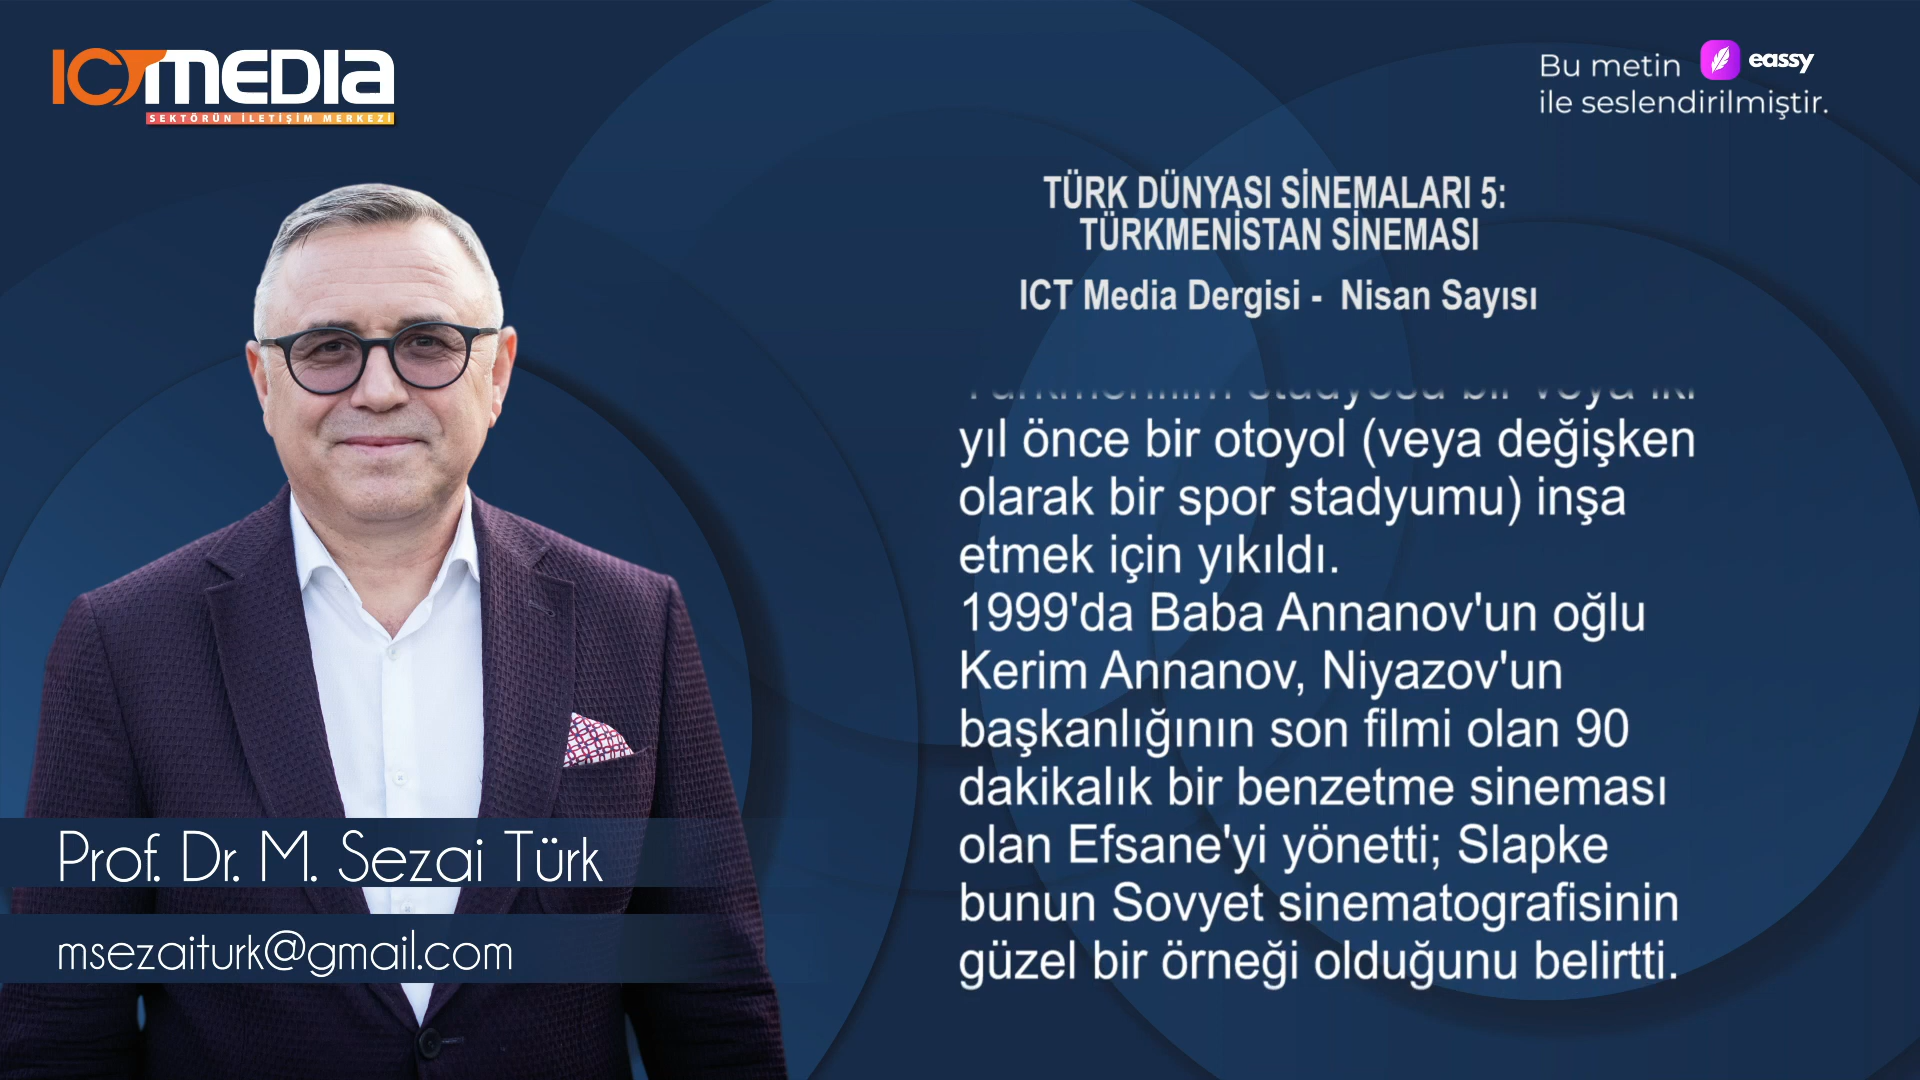 ICTMEDIA
SEKTÖRÜN İLETİŞİM MERKEZİ
Bu metin eassy
ile seslendirilmiştir.
TÜRK DÜNYASI SİNEMALARI 5:
TÜRKMENİSTAN SİNEMASI
ICT Media Dergisi - Nisan Sayısı
stüdyosu bir veya iki
yıl önce bir otoyol (veya değişken
olarak bir spor stadyumu) inşa
etmek için yıkıldı.
1999'da Baba Annanov'un oğlu
Kerim Annanov, Niyazov'un
başkanlığının son filmi olan 90
dakikalık bir benzetme sineması
olan Efsane'yi yönetti; Slapke
bunun Sovyet sinematografisinin
güzel bir örneği olduğunu belirtti.
Prof. Dr. M. Sezai Türk
msezaiturk@gmail.com